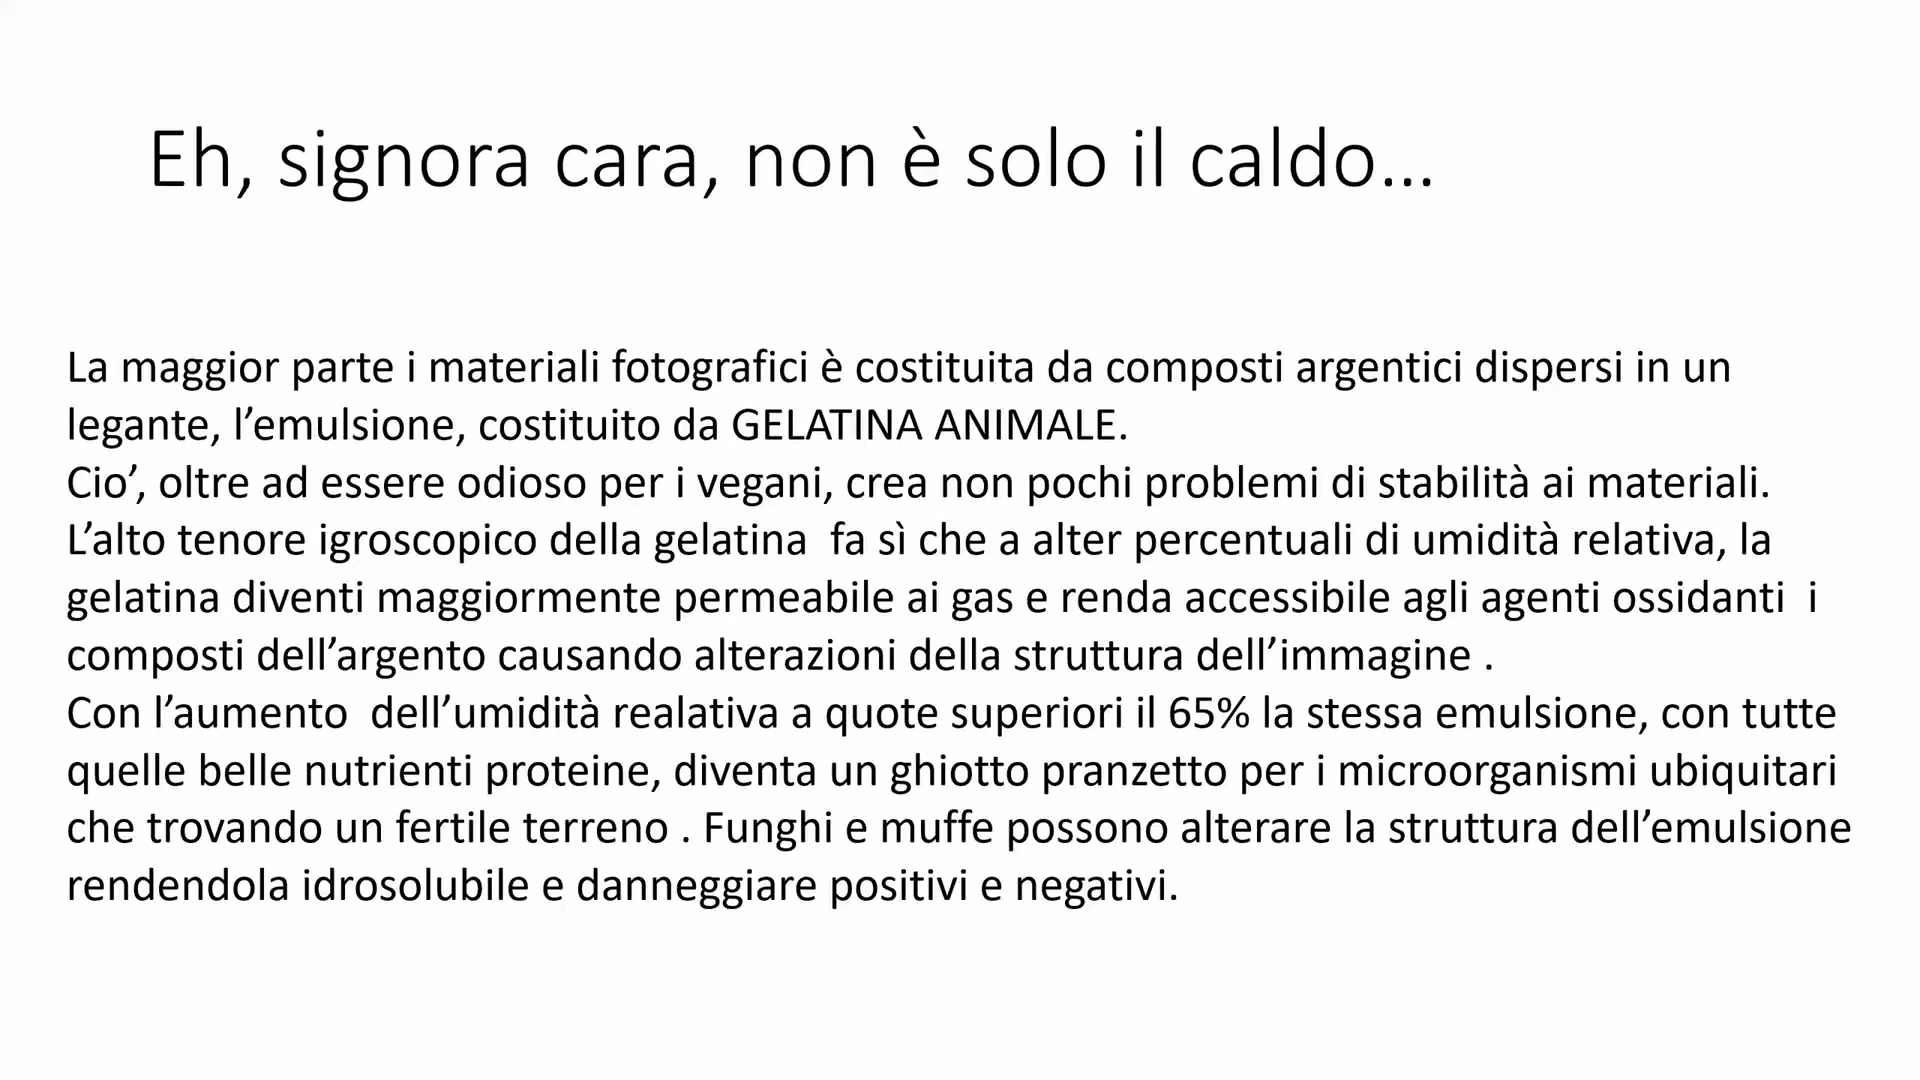 Eh, signora cara, non è solo il caldo…
La maggior parte i materiali fotografici è costituita da composti argentici dispersi in un
legante, l’emulsione, costituito da GELATINA ANIMALE.
Cio’, oltre ad essere odioso per i vegani, crea non pochi problemi di stabilità ai materiali.
L’alto tenore igroscopico della gelatina  fa sì che a alter percentuali di umidità relativa, la
gelatina diventi maggiormente permeabile ai gas e renda accessibile agli agenti ossidanti  i
composti dell’argento causando alterazioni della struttura dell’immagine .
Con l’aumento  dell’umidità realativa a quote superiori il 65% la stessa emulsione, con tutte
quelle belle nutrienti proteine, diventa un ghiotto pranzetto per i microorganismi ubiquitari
che trovando un fertile terreno . Funghi e muffe possono alterare la struttura dell’emulsione
rendendola idrosolubile e danneggiare positivi e negativi.